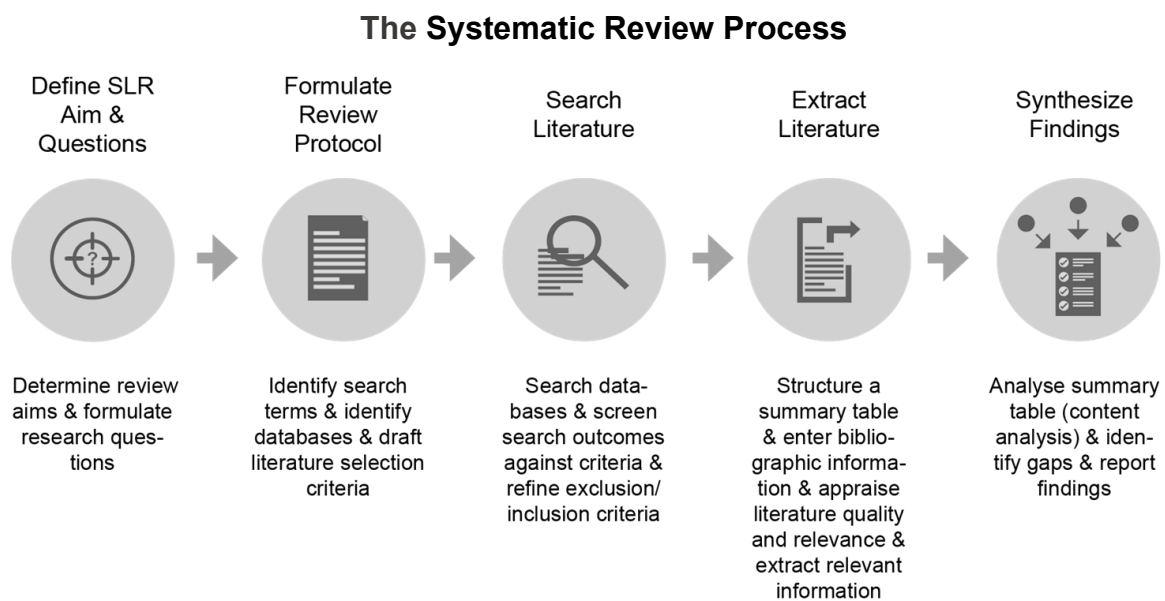 The Systematic Review Process
Define SLR
Aim &
Questions
Formulate
Review
Protocol
Search
Literature
Extract
Literature
Synthesize
Findings
?
Determine review
aims & formulate
research ques-
tions
Identify search
terms & identify
databases & draft
literature selection
criteria
Search data-
bases & screen
search outcomes
against criteria &
refine exclusion/
inclusion criteria
Structure a
summary table
& enter biblio-
graphic informa-
tion & appraise
literature quality
and relevance &
extract relevant
information
Analyse summary
table (content
analysis) & iden-
tify gaps & report
findings